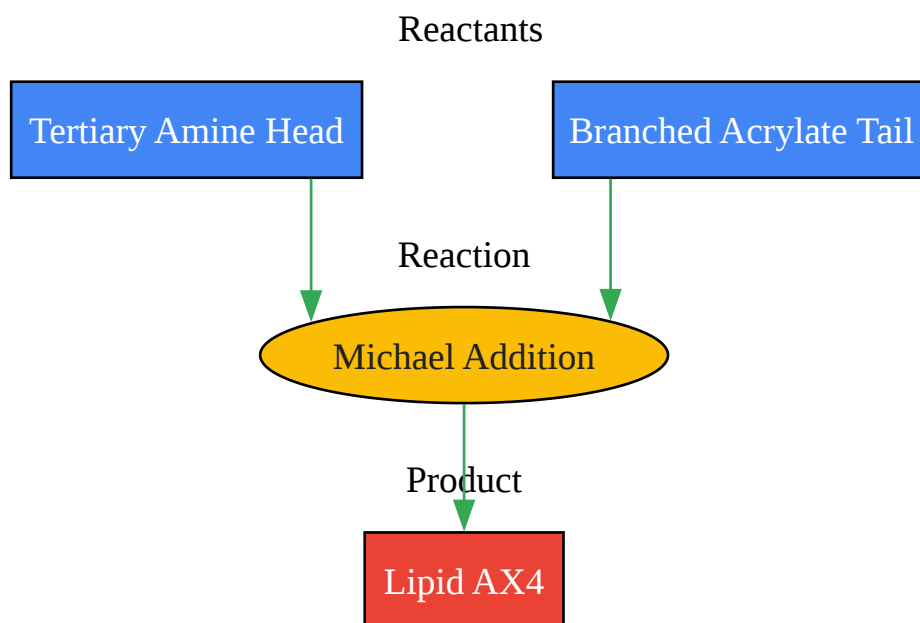 Reactants
Tertiary Amine Head
Branched Acrylate Tail
Reaction
Michael Addition
Product
Lipid AX4